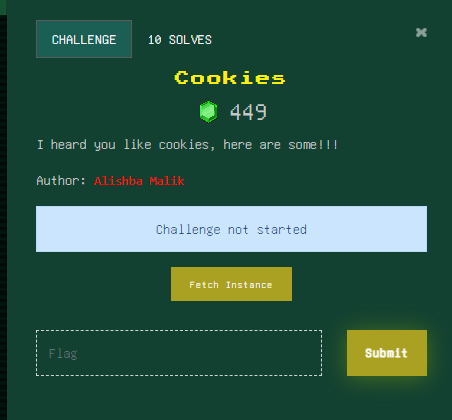 CHALLENGE 10 SOLVES ✖
Cookies
449
I heard you like cookies, here are some!!!
Author: Alishba Malik
Challenge not started
Fetch Instance
Flag Submit